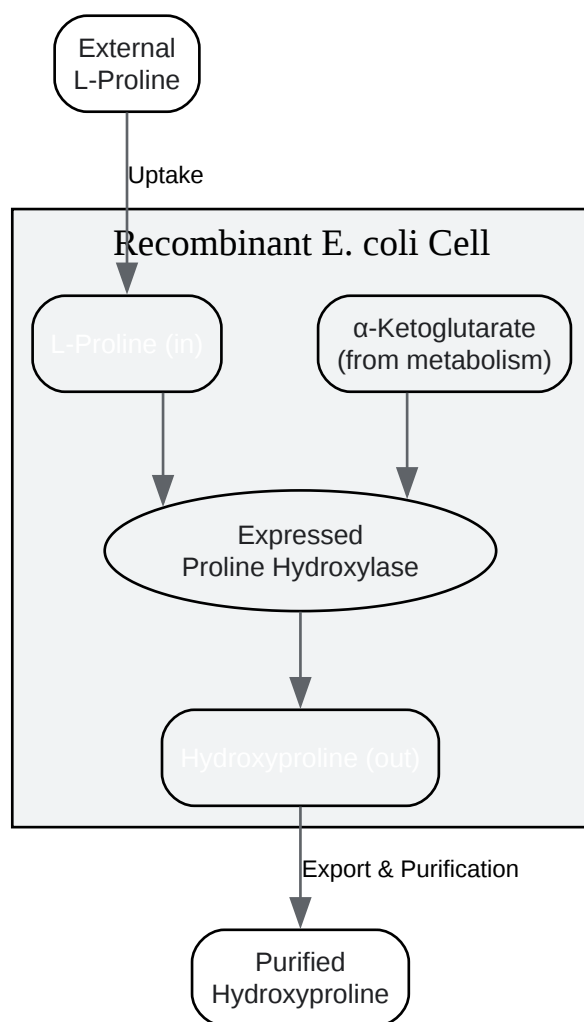 External
L-Proline
Uptake
Recombinant E. coli Cell
L-Proline (in)
α-Ketoglutarate
(from metabolism)
Expressed
Proline Hydroxylase
Hydroxyproline (out)
Export & Purification
Purified
Hydroxyproline